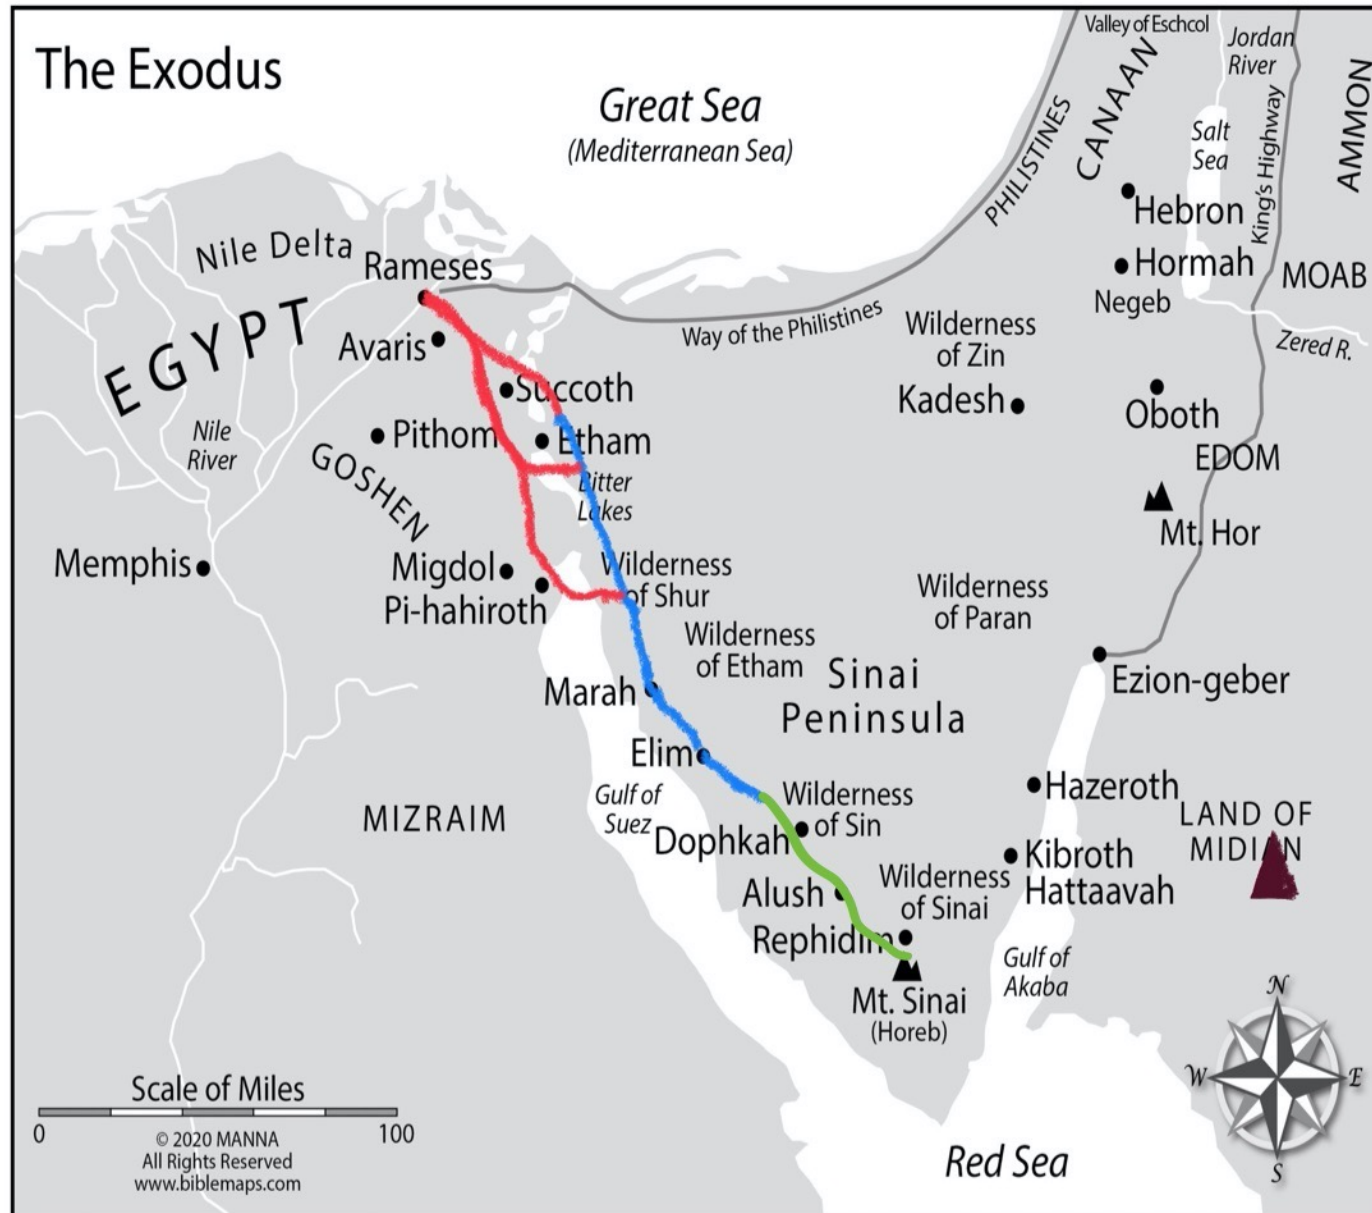 The Exodus
Great Sea
(Mediterranean Sea)
Valley of Eschcol
Jordan
River
CANAAN
PHILISTINES
Salt
Sea
King's Highway
AMMON
Hebron
Hormah
Negeb
MOAB
Zered R.
Nile Delta
Rameses
EGYPT
Avaris
Way of the Philistines
Wilderness
of Zin
Kadesh
Oboth
EDOM
Succoth
Pithom
Etham
Nile
River
GOSHEN
Bitter
Lakes
Mt. Hor
Memphis
Migdol
Pi-hahiroth
Wilderness
of Shur
Wilderness
of Paran
Wilderness
of Etham
Sinai
Peninsula
Ezion-geber
Marah
Elim
Gulf of
Suez
MIZRAIM
Wilderness
of Sin
Dophkah
Hazeroth
LAND OF
MIDIAN
Kibroth
Hattaavah
Alush
Wilderness
of Sinai
Rephidim
Gulf of
Akaba
Mt. Sinai
(Horeb)
N
W
E
S
Scale of Miles
0
100
© 2020 MANNA
All Rights Reserved
www.biblemaps.com
Red Sea